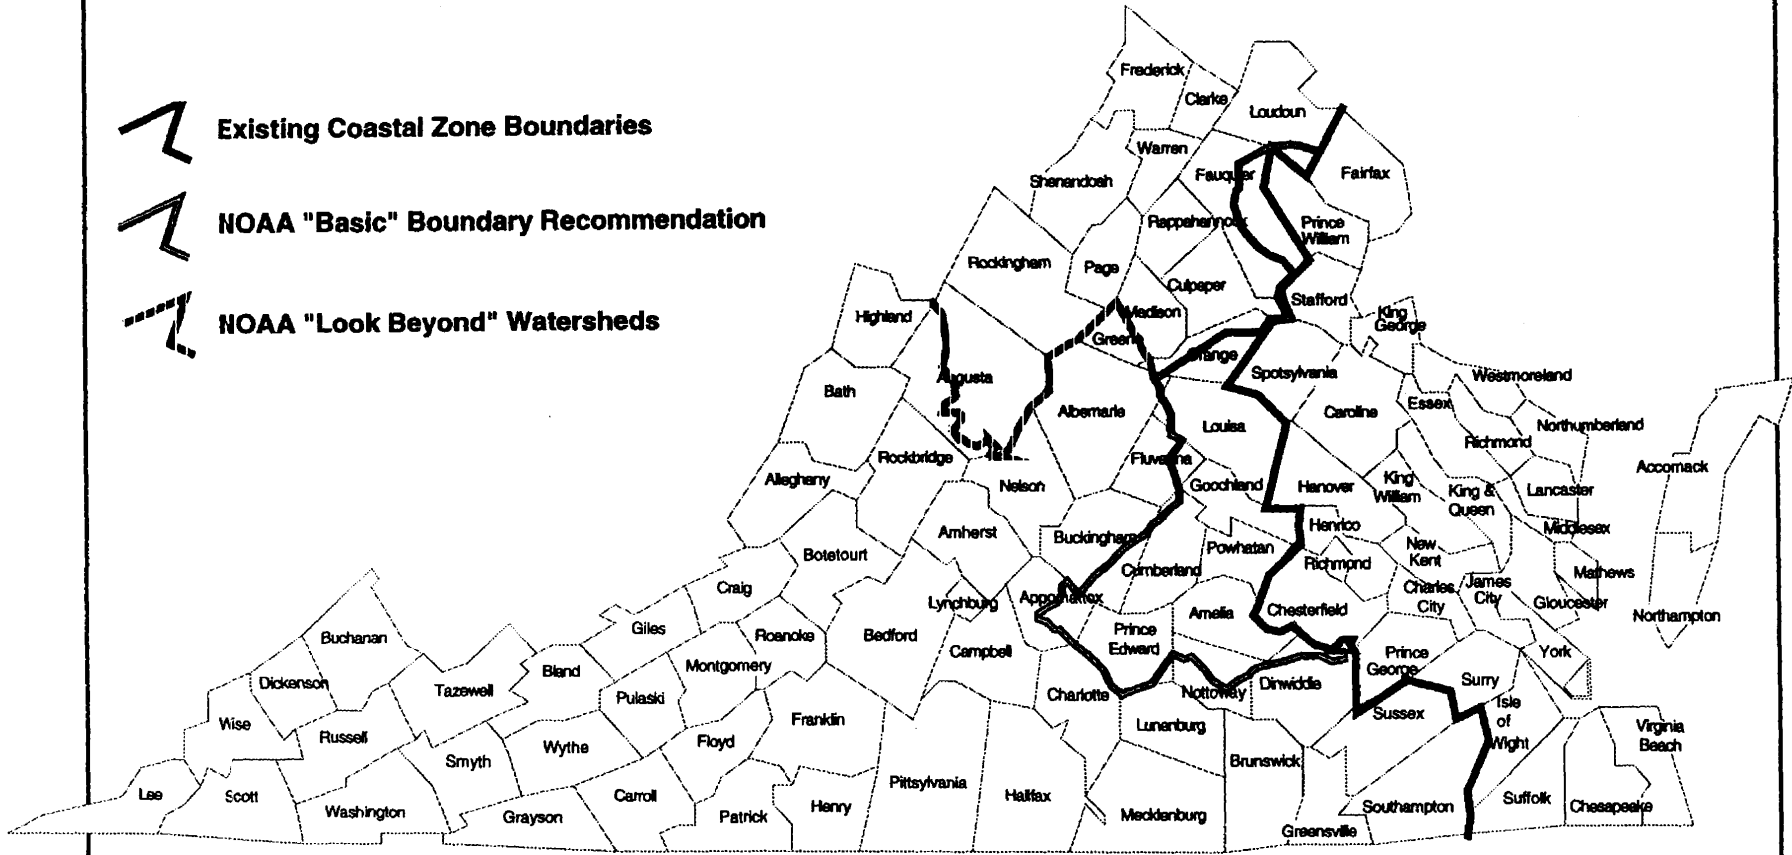 Existing Coastal Zone Boundaries
NOAA "Basic" Boundary Recommendation
NOAA "Look Beyond" Watersheds
Frederick
Clarke
Loudoun
Warren
Fauquier
Fairfax
Shenandoah
Rappahannock
Prince
William
Rockingham
Page
Culpeper
Stafford
Highland
Madison
King
George
Greene
Orange
Augusta
Spotsylvania
Westmoreland
Bath
Albemarle
Louisa
Caroline
Essex
Northumberland
Richmond
Rockbridge
Fluvanna
Accomack
Alleghany
Nelson
Goochland
Hanover
King
William
King &
Queen
Lancaster
Amherst
Buckingham
Henrico
Middlesex
Botetourt
Powhatan
New
Kent
Richmond
Cumberland
Mathews
Craig
Charles
City
James
City
Lynchburg
Appomattox
Gloucester
Amelia
Chesterfield
Northampton
Buchanan
Giles
Roanoke
Bedford
Prince
Edward
Campbell
Prince
George
York
Bland
Montgomery
Dickenson
Tazewell
Pulaski
Charlotte
Nottoway
Dinwiddie
Surry
Wise
Russell
Franklin
Lunenburg
Sussex
Isle
of
Wight
Virginia
Beach
Wythe
Floyd
Smyth
Brunswick
Lee
Scott
Washington
Grayson
Carroll
Patrick
Henry
Pittsylvania
Halifax
Mecklenburg
Greensville
Southampton
Suffolk
Chesapeake